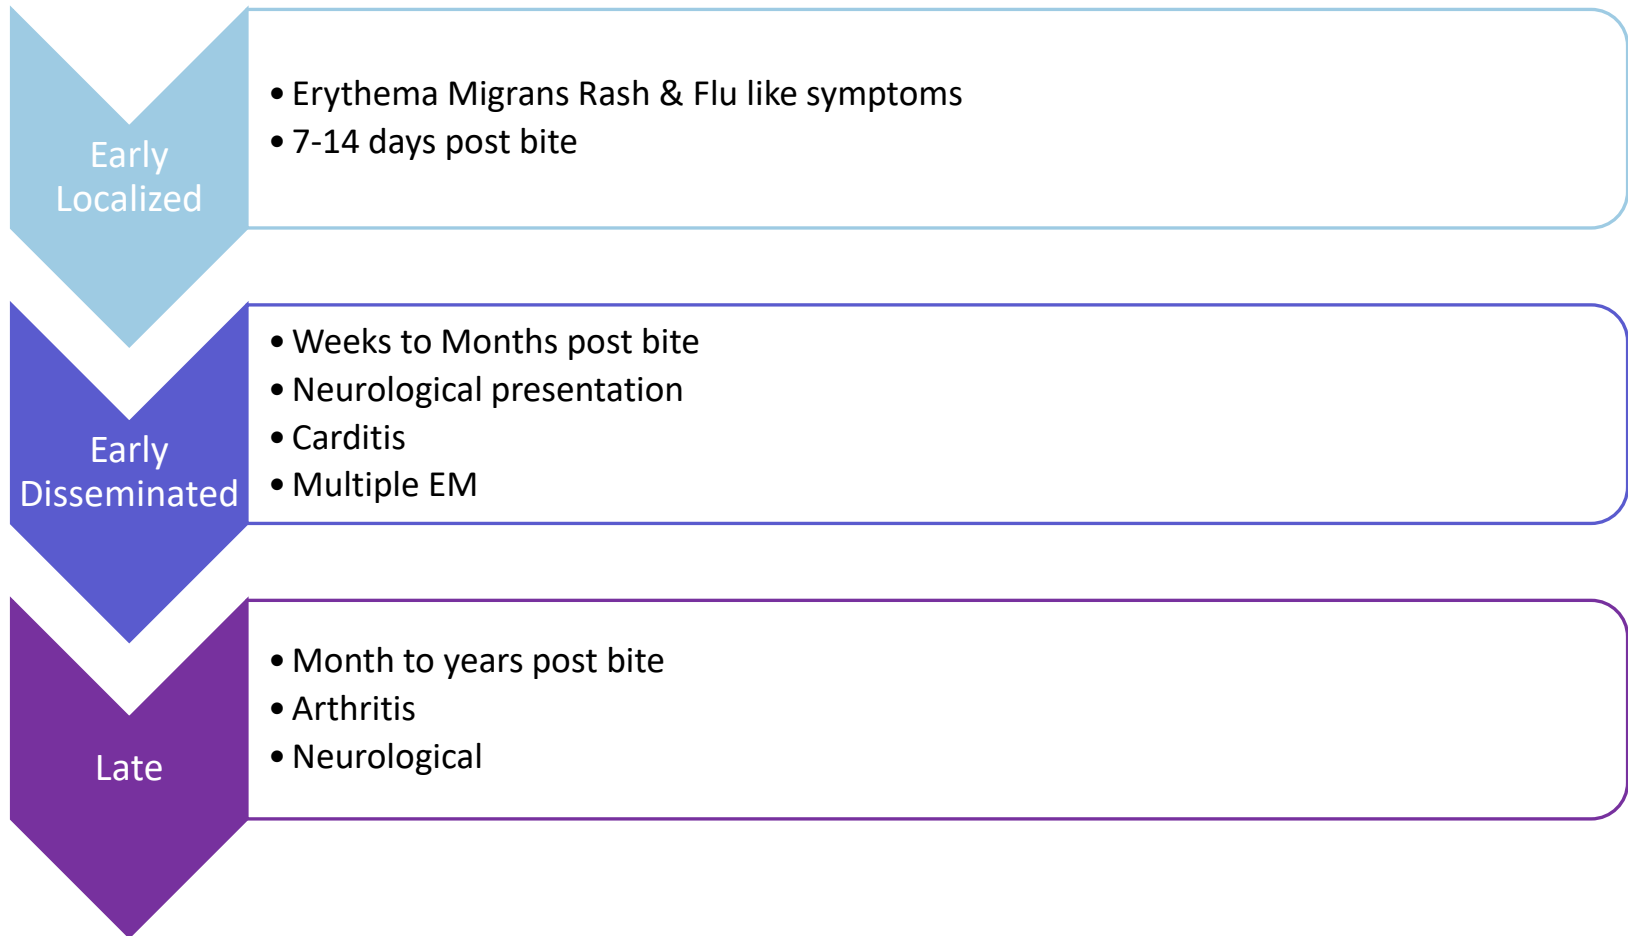 Early
Localized
• Erythema Migrans Rash & Flu like symptoms
• 7-14 days post bite
Early
Disseminated
• Weeks to Months post bite
• Neurological presentation
• Carditis
• Multiple EM
Late
• Month to years post bite
• Arthritis
• Neurological